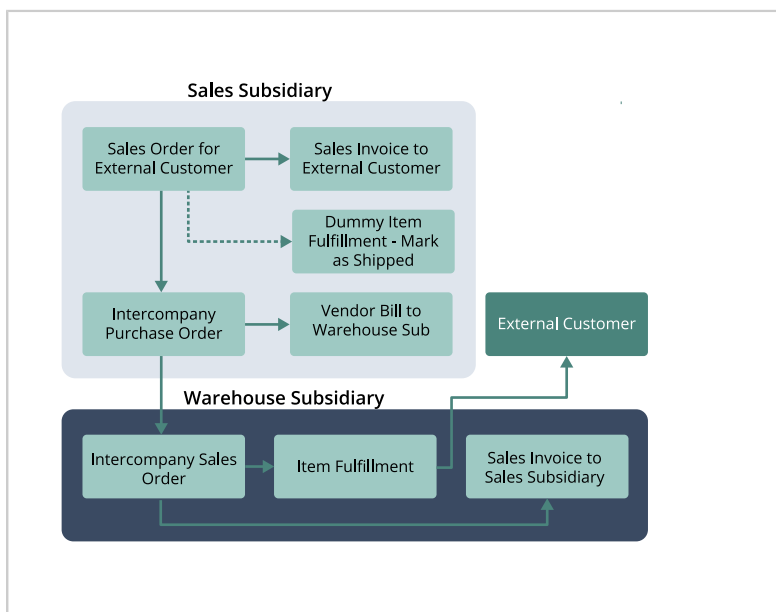 Sales Subsidiary
Sales Order for
External Customer
Sales Invoice to
External Customer
Dummy Item
Fulfillment - Mark
as Shipped
Intercompany
Purchase Order
Vendor Bill to
Warehouse Sub
External Customer
Warehouse Subsidiary
Intercompany Sales
Order
Item Fulfillment
Sales Invoice to
Sales Subsidiary